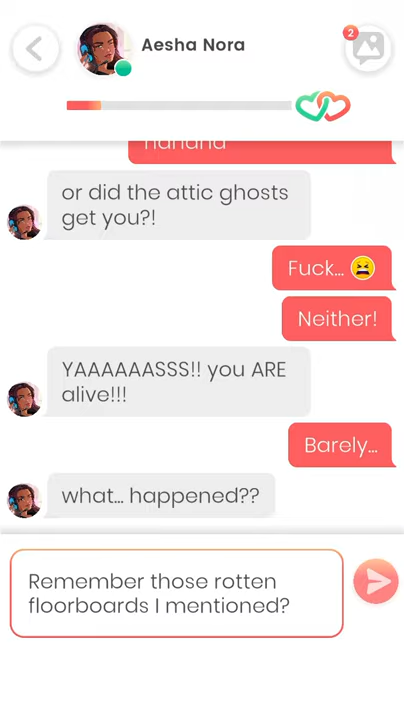 Aesha Nora
2
hahaha
or did the attic ghosts
get you?!
Fuck... 😫
Neither!
YAAAAAASSS!! you ARE
alive!!!
Barely...
what... happened??
Remember those rotten
floorboards I mentioned?